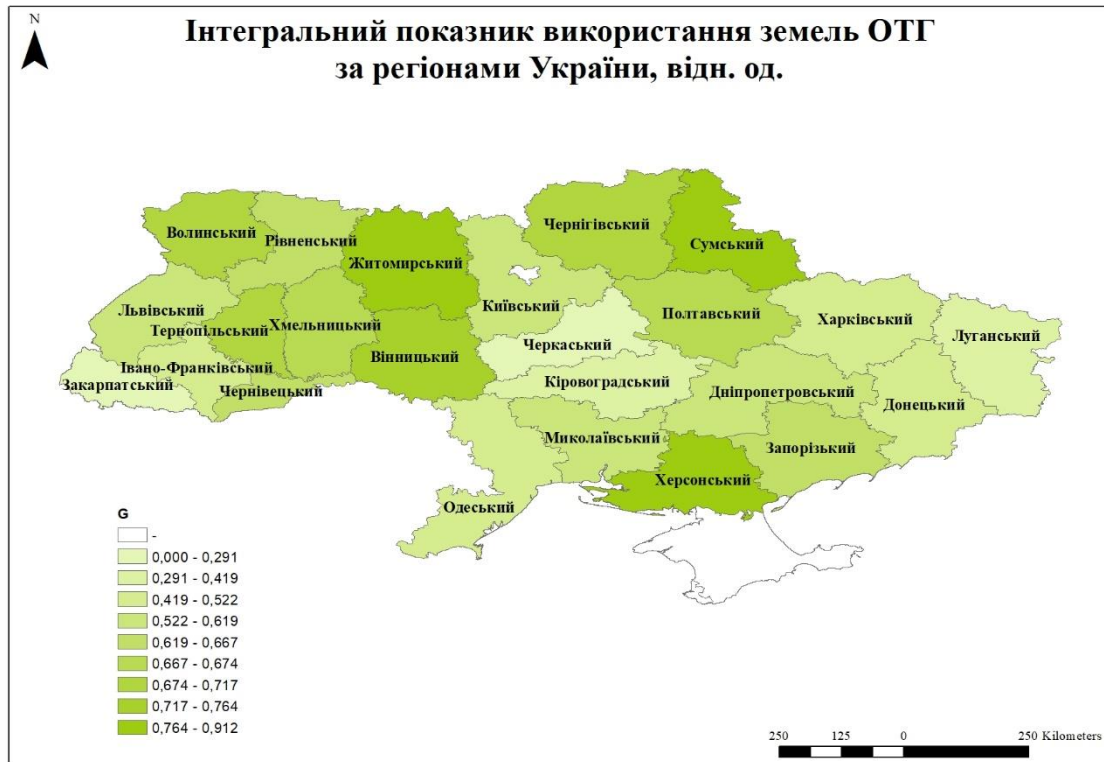 N
Інтегральний показник використання земель ОТГ
за регіонами України, відн. од.
Волинський
Рівненський
Житомирський
Чернігівський
Сумський
Київський
Львівський
Тернопільський
Хмельницький
Вінницький
Черкаський
Полтавський
Харківський
Луганський
Івано-Франківський
Закарпатський
Чернівецький
Кіровоградський
Дніпропетровський
Донецький
Миколаївський
Запорізький
Херсонський
Одеський
G
-
0,000 - 0,291
0,291 - 0,419
0,419 - 0,522
0,522 - 0,619
0,619 - 0,667
0,667 - 0,674
0,674 - 0,717
0,717 - 0,764
0,764 - 0,912
250 125 0 250 Kilometers